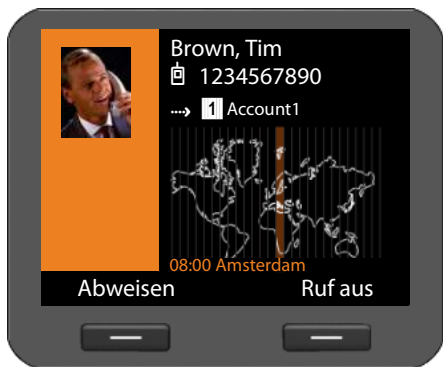 Brown, Tim
1234567890
1 Account1
08:00 Amsterdam
Abweisen Ruf aus